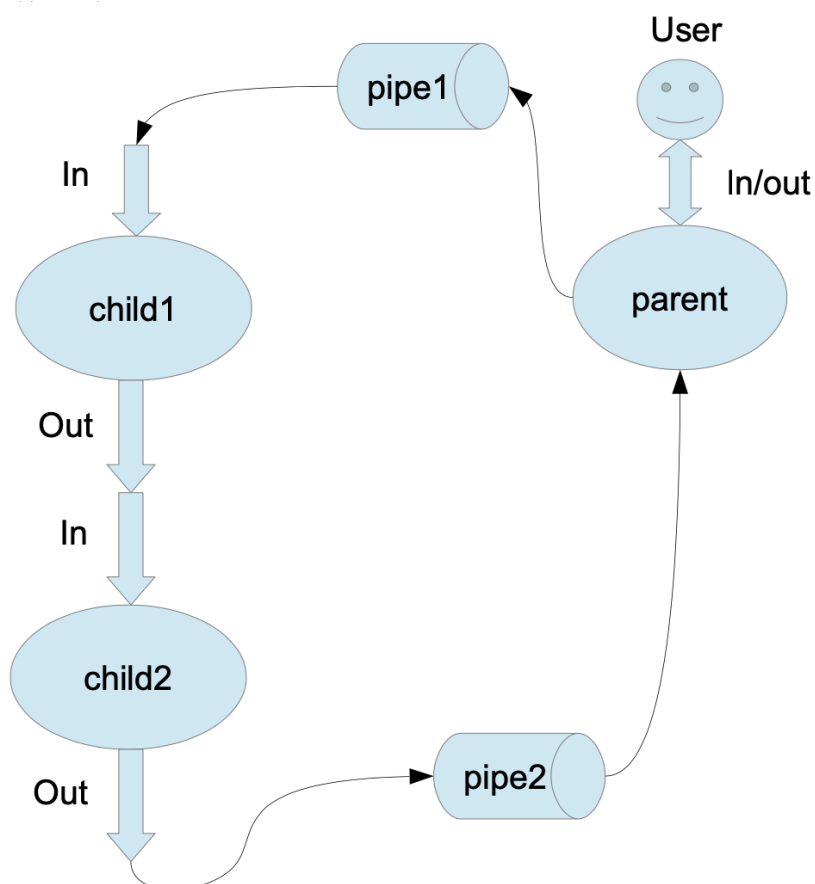 User
pipe1
In
In/out
child1
parent
Out
In
child2
pipe2
Out